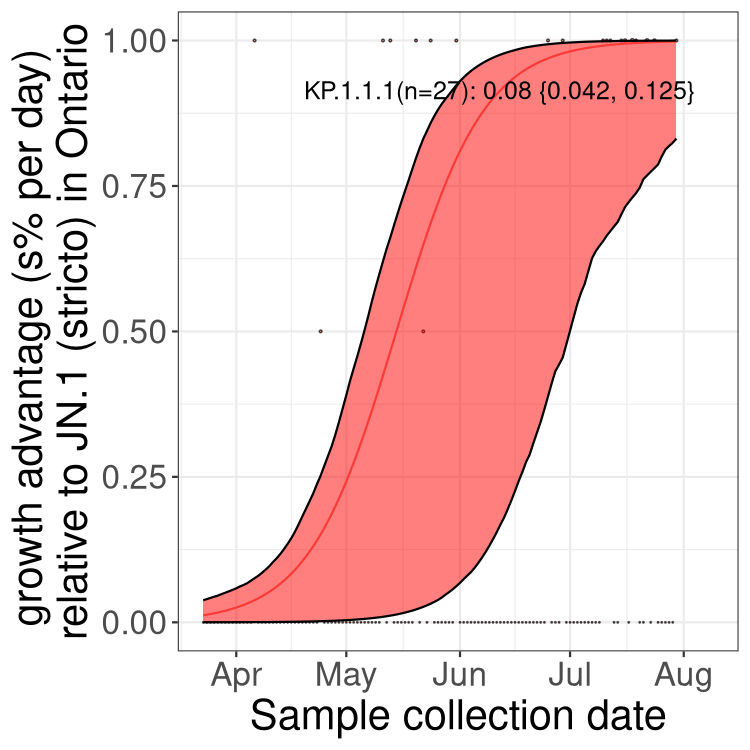 growth advantage (s% per day)
relative to JN.1 (stricto) in Ontario
1.00
0.75
0.50
0.25
0.00
KP.1.1.1(n=27): 0.08 {0.042, 0.125}
Apr May Jun Jul Aug
Sample collection date